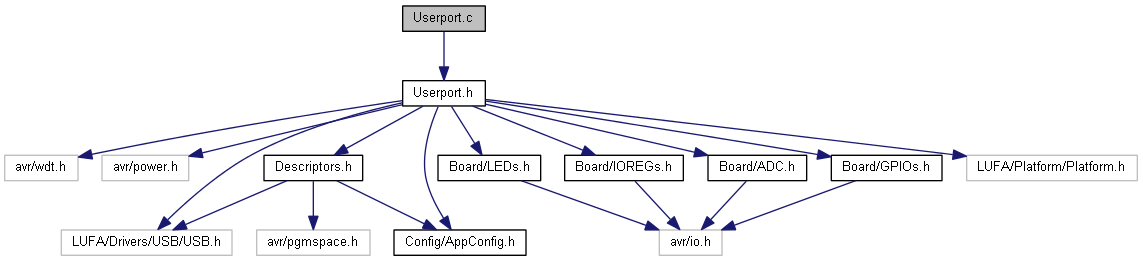 Userport.c
Userport.h
avr/wdt.h
avr/power.h
Descriptors.h
Board/LEDs.h
Board/IOREGs.h
Board/ADC.h
Board/GPIOs.h
LUFA/Platform/Platform.h
LUFA/Drivers/USB/USB.h
avr/pgmspace.h
Config/AppConfig.h
avr/io.h